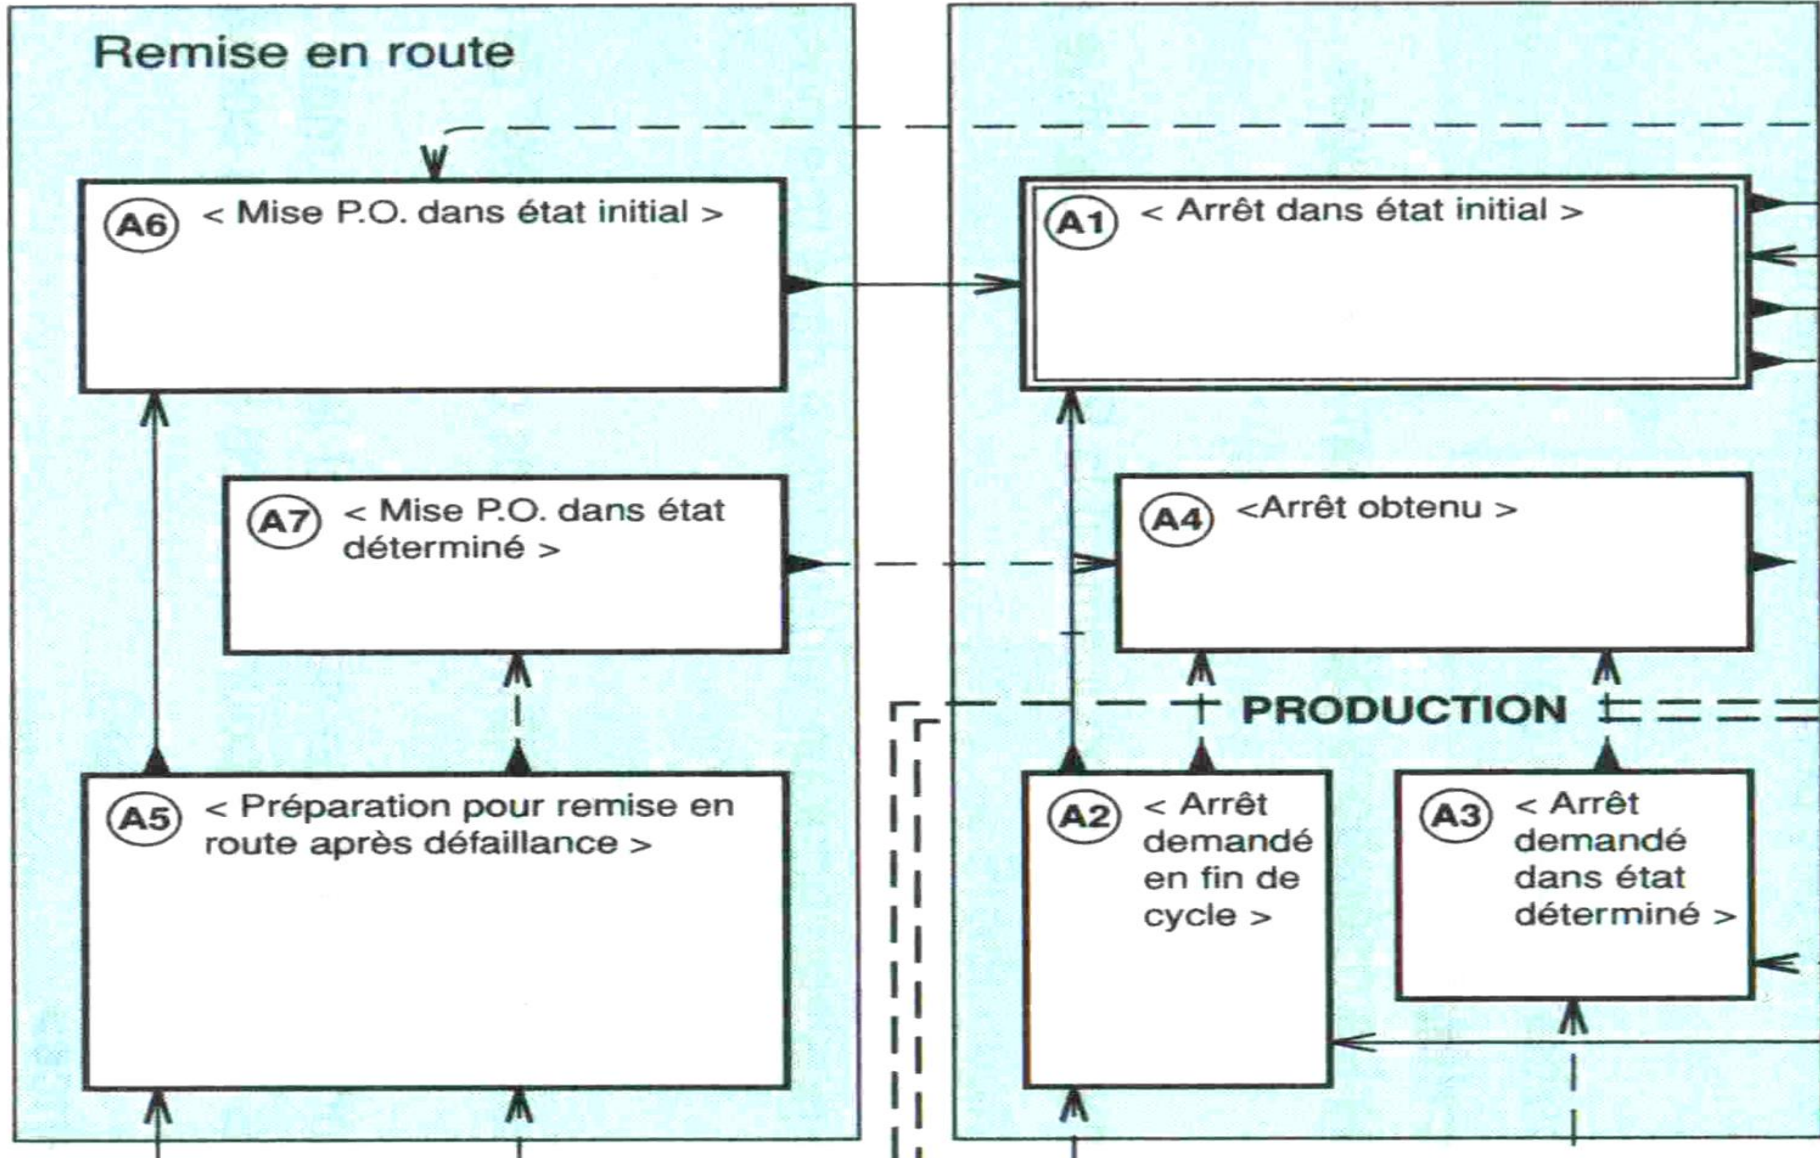 Remise en route
A6 < Mise P.O. dans état initial >
A1 < Arrêt dans état initial >
A7 < Mise P.O. dans état
déterminé >
A4 <Arrêt obtenu >
PRODUCTION
A5 < Préparation pour remise en
route après défaillance >
A2 < Arrêt
demandé
en fin de
cycle >
A3 < Arrêt
demandé
dans état
déterminé >